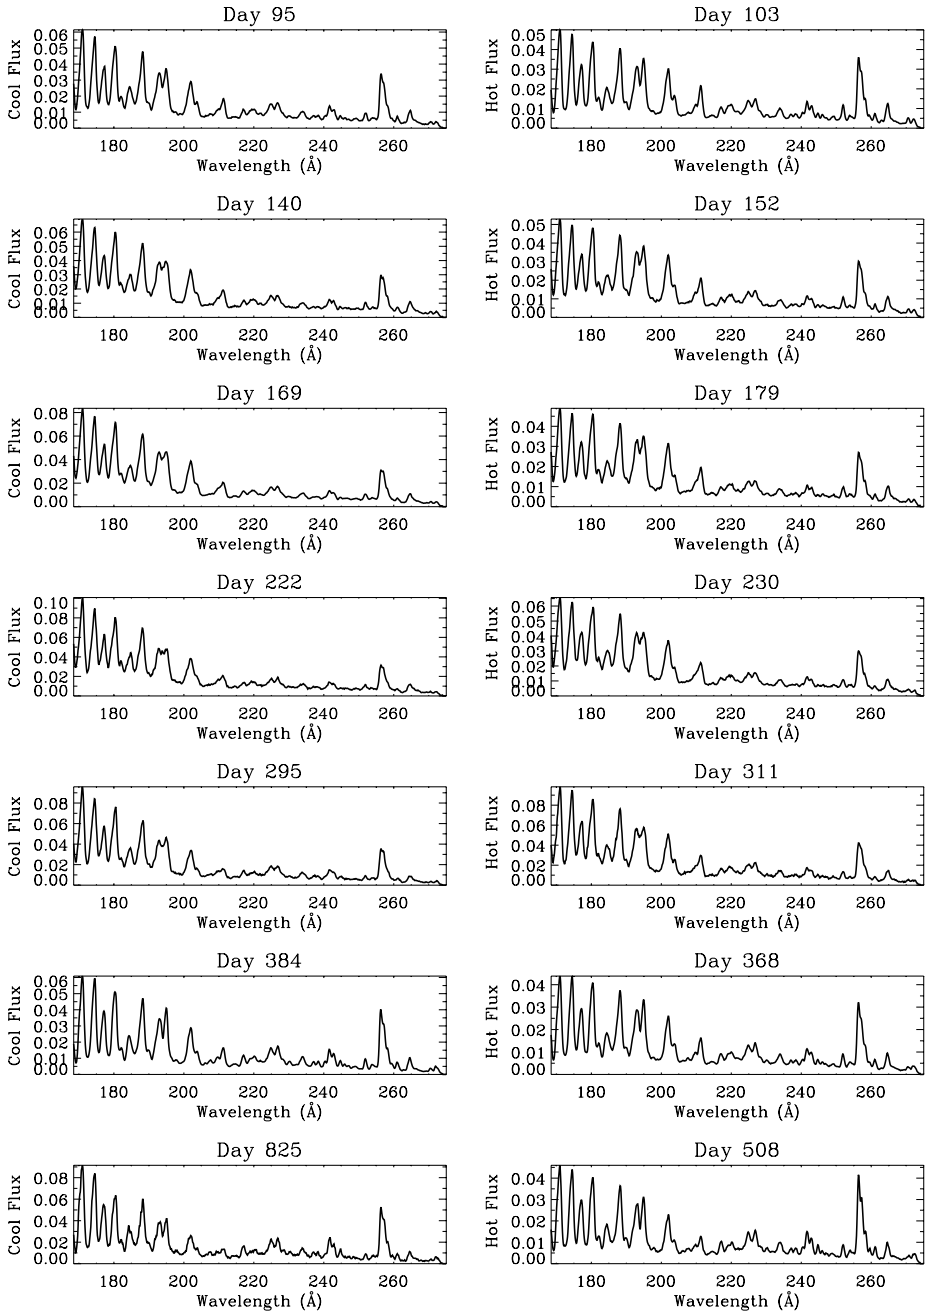 Day 95
Cool Flux
0.06
0.05
0.04
0.03
0.02
0.01
0.00
180 200 220 240 260
Wavelength (Å)
Day 103
Hot Flux
0.05
0.04
0.03
0.02
0.01
0.00
180 200 220 240 260
Wavelength (Å)
Day 140
Cool Flux
0.06
0.05
0.04
0.03
0.02
0.01
0.00
180 200 220 240 260
Wavelength (Å)
Day 152
Hot Flux
0.05
0.04
0.03
0.02
0.01
0.00
180 200 220 240 260
Wavelength (Å)
Day 169
Cool Flux
0.08
0.06
0.04
0.02
0.00
180 200 220 240 260
Wavelength (Å)
Day 179
Hot Flux
0.04
0.03
0.02
0.01
0.00
180 200 220 240 260
Wavelength (Å)
Day 222
Cool Flux
0.10
0.08
0.06
0.04
0.02
0.00
180 200 220 240 260
Wavelength (Å)
Day 230
Hot Flux
0.06
0.05
0.04
0.03
0.02
0.01
0.00
180 200 220 240 260
Wavelength (Å)
Day 295
Cool Flux
0.08
0.06
0.04
0.02
0.00
180 200 220 240 260
Wavelength (Å)
Day 311
Hot Flux
0.08
0.06
0.04
0.02
0.00
180 200 220 240 260
Wavelength (Å)
Day 384
Cool Flux
0.06
0.05
0.04
0.03
0.02
0.01
0.00
180 200 220 240 260
Wavelength (Å)
Day 368
Hot Flux
0.04
0.03
0.02
0.01
0.00
180 200 220 240 260
Wavelength (Å)
Day 825
Cool Flux
0.08
0.06
0.04
0.02
0.00
180 200 220 240 260
Wavelength (Å)
Day 508
Hot Flux
0.04
0.03
0.02
0.01
0.00
180 200 220 240 260
Wavelength (Å)